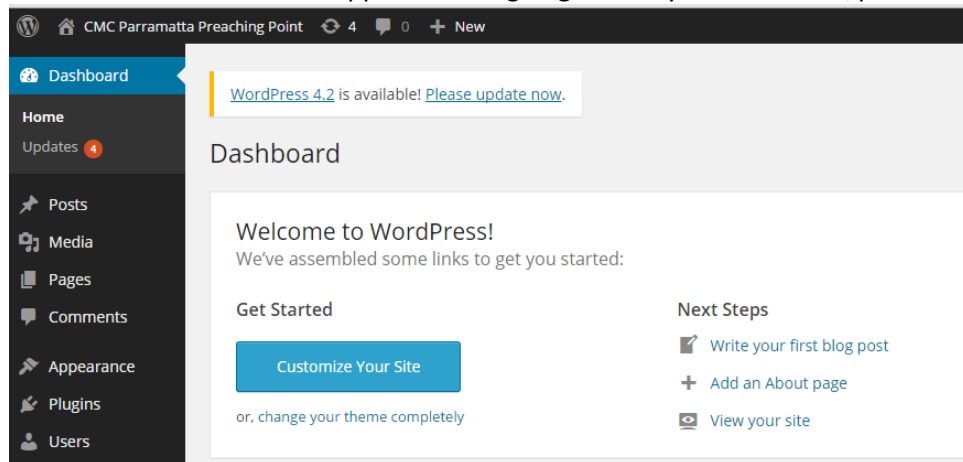 CMC Parramatta Preaching Point 4 0 + New
Dashboard
Home
Updates 4
Posts
Media
Pages
Comments
Appearance
Plugins
Users
WordPress 4.2 is available! Please update now.
Dashboard
Welcome to WordPress!
We've assembled some links to get you started:
Get Started
Customize Your Site
or, change your theme completely
Next Steps
Write your first blog post
Add an About page
View your site